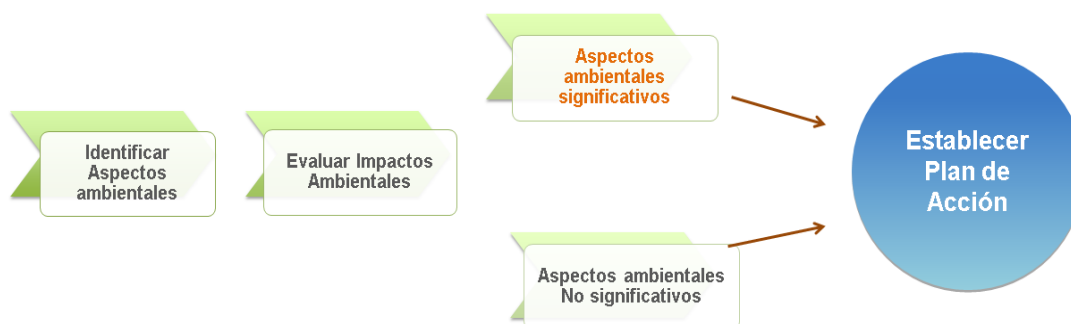 Identificar
Aspectos
ambientales
Evaluar Impactos
Ambientales
Aspectos
ambientales
significativos
Aspectos ambientales
No significativos
Establecer
Plan de
Acción